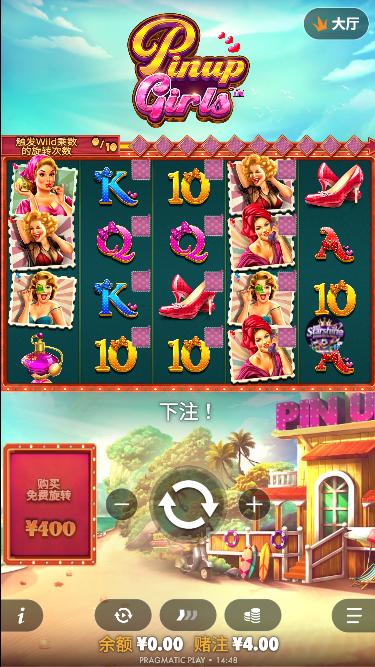 大厅
Pinup
Girls™
触发Wild乘数
的旋转次数
0/10
K
10
Q
Q
A
K
10
10
10
Starshine
A
下注！
PIN U
购买
免费旋转
¥400
− +
i
余额 ¥0.00 赌注 ¥4.00
PRAGMATIC PLAY • 14:48